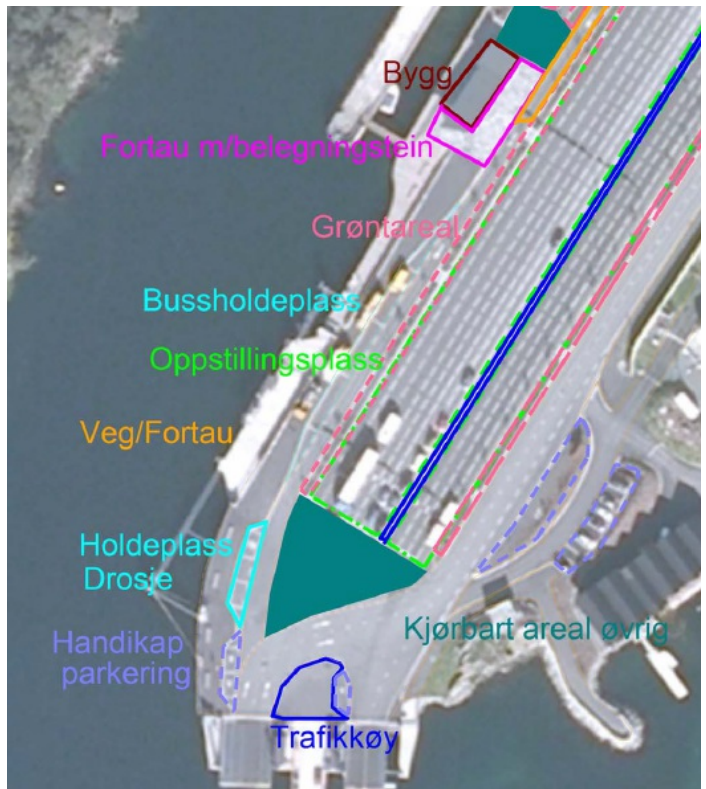 Bygg
Fortau m/belegningstein
Grøntareal
Bussholdeplass
Oppstillingsplass
Veg/Fortau
Holdeplass
Drosje
Kjørbart areal øvrig
Handikap
parkering
Trafikkøy